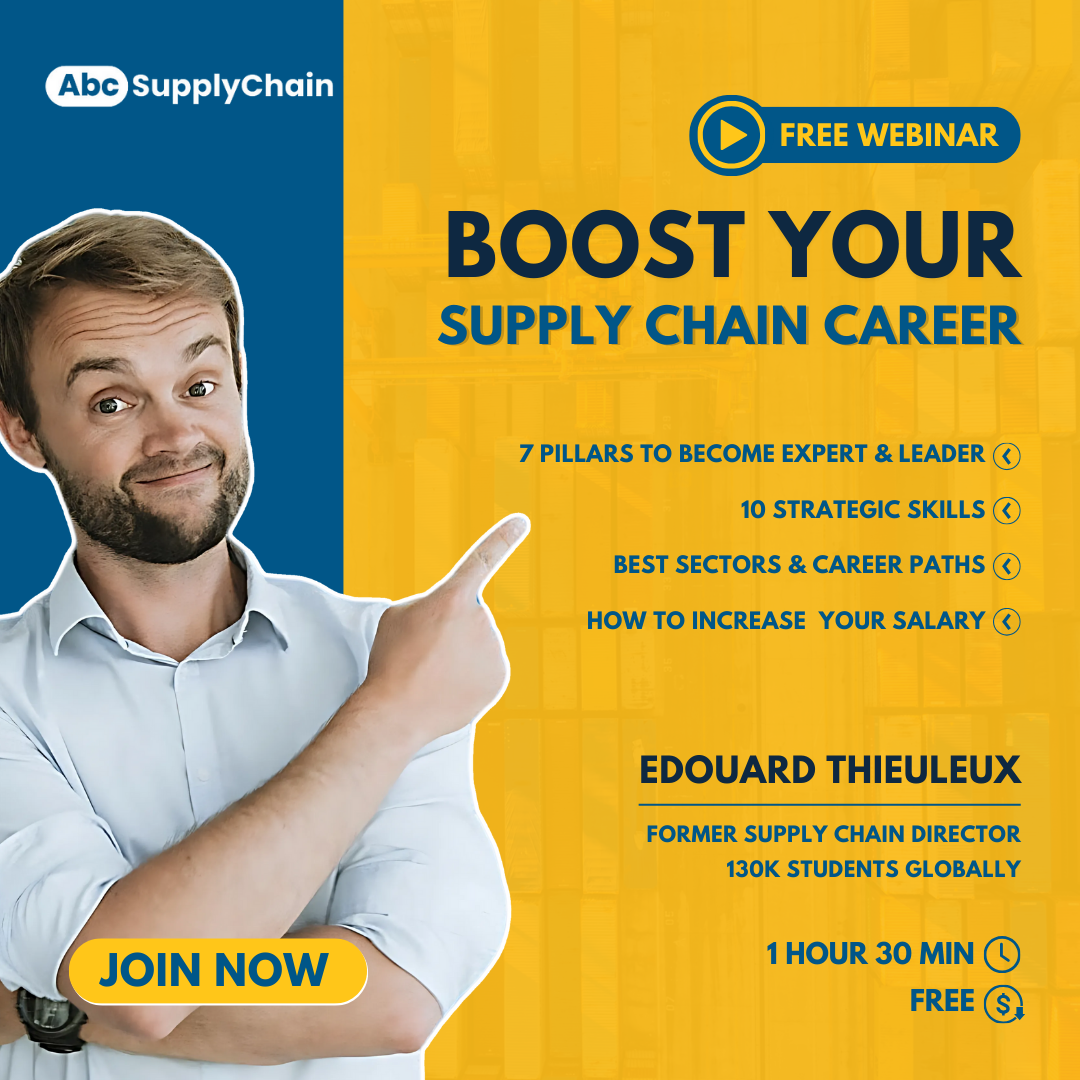 Abc SupplyChain
FREE WEBINAR
BOOST YOUR
SUPPLY CHAIN CAREER
7 PILLARS TO BECOME EXPERT & LEADER
10 STRATEGIC SKILLS
BEST SECTORS & CAREER PATHS
HOW TO INCREASE YOUR SALARY
EDOUARD THIEULEUX
FORMER SUPPLY CHAIN DIRECTOR
130K STUDENTS GLOBALLY
1 HOUR 30 MIN
FREE $
JOIN NOW